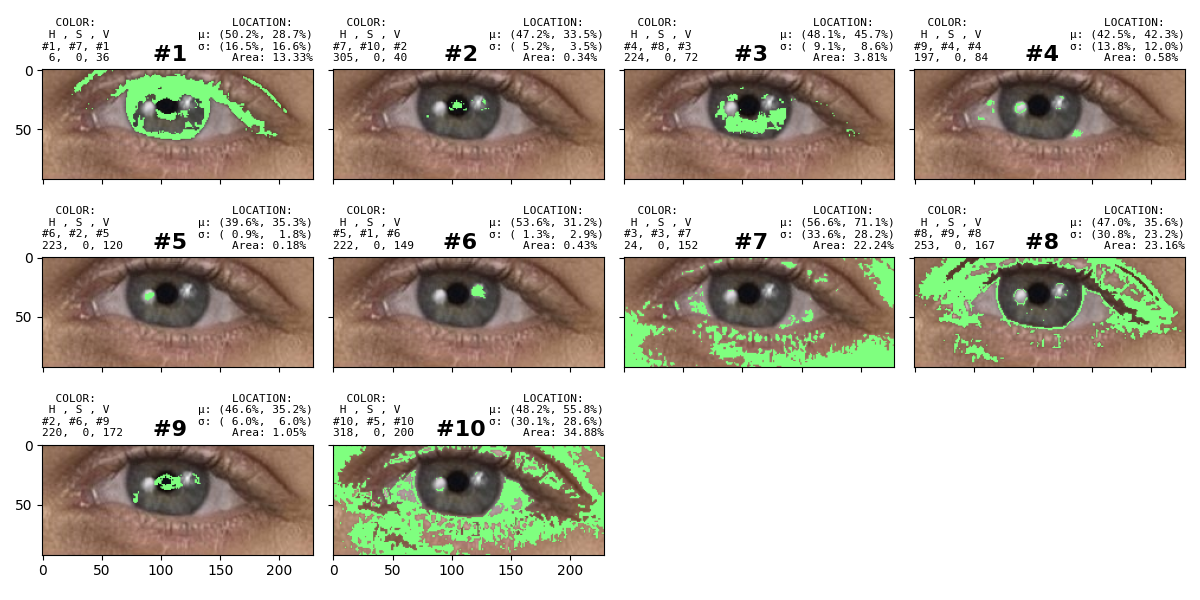 COLOR: LOCATION:
H , S , V μ: (50.2%, 28.7%)
#1, #7, #1 σ: (16.5%, 16.6%)
6, 0, 36 #1 Area: 13.33%
COLOR: LOCATION:
H , S , V μ: (47.2%, 33.5%)
#7, #10, #2 σ: ( 5.2%, 3.5%)
305, 0, 40 #2 Area: 0.34%
COLOR: LOCATION:
H , S , V μ: (48.1%, 45.7%)
#4, #8, #3 σ: ( 9.1%, 8.6%)
224, 0, 72 #3 Area: 3.81%
COLOR: LOCATION:
H , S , V μ: (42.5%, 42.3%)
#9, #4, #4 σ: (13.8%, 12.0%)
197, 0, 84 #4 Area: 0.58%
0
50
COLOR: LOCATION:
H , S , V μ: (39.6%, 35.3%)
#6, #2, #5 σ: ( 0.9%, 1.8%)
223, 0, 120 #5 Area: 0.18%
COLOR: LOCATION:
H , S , V μ: (53.6%, 31.2%)
#5, #1, #6 σ: ( 1.3%, 2.9%)
222, 0, 149 #6 Area: 0.43%
COLOR: LOCATION:
H , S , V μ: (56.6%, 71.1%)
#3, #3, #7 σ: (33.6%, 28.2%)
24, 0, 152 #7 Area: 22.24%
COLOR: LOCATION:
H , S , V μ: (47.0%, 35.6%)
#8, #9, #8 σ: (30.8%, 23.2%)
253, 0, 167 #8 Area: 23.16%
0
50
COLOR: LOCATION:
H , S , V μ: (46.6%, 35.2%)
#2, #6, #9 σ: ( 6.0%, 6.0%)
220, 0, 172 #9 Area: 1.05%
COLOR: LOCATION:
H , S , V μ: (48.2%, 55.8%)
#10, #5, #10 σ: (30.1%, 28.6%)
318, 0, 200 #10 Area: 34.88%
0
50
0 50 100 150 200
0 50 100 150 200